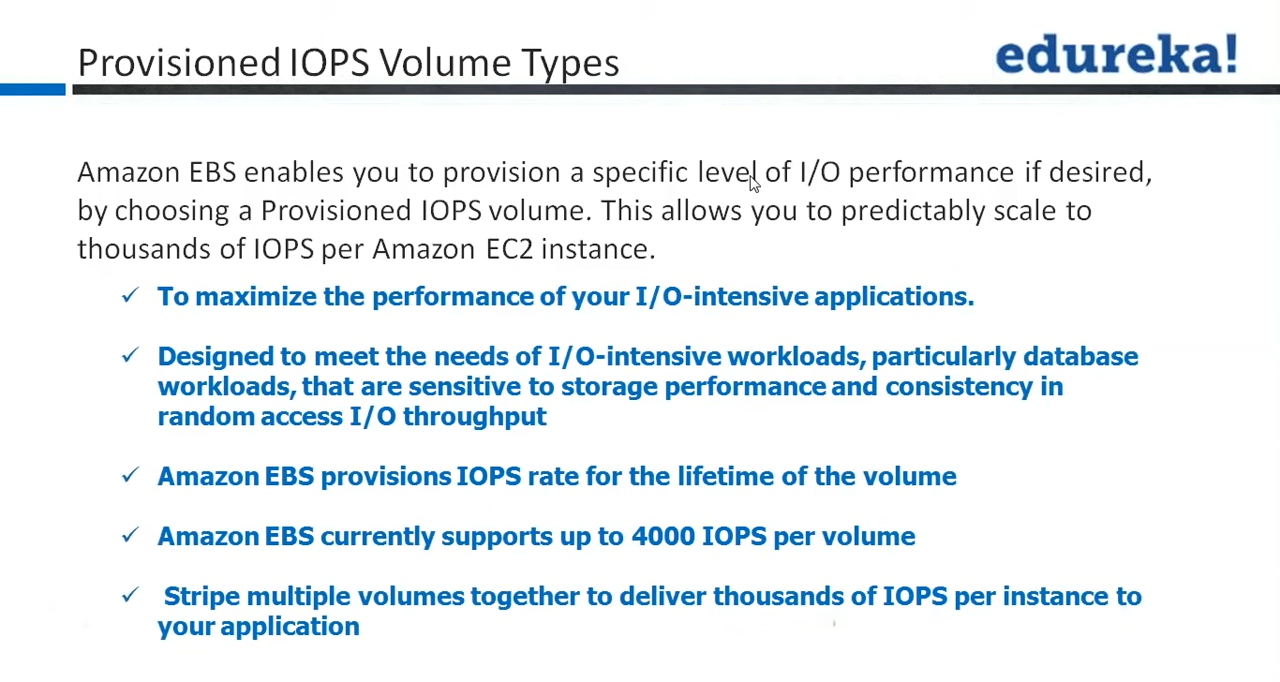 Provisioned IOPS Volume Types
edureka!
Amazon EBS enables you to provision a specific level of I/O performance if desired,
by choosing a Provisioned IOPS volume. This allows you to predictably scale to
thousands of IOPS per Amazon EC2 instance.
✓ To maximize the performance of your I/O-intensive applications.
✓ Designed to meet the needs of I/O-intensive workloads, particularly database
workloads, that are sensitive to storage performance and consistency in
random access I/O throughput
✓ Amazon EBS provisions IOPS rate for the lifetime of the volume
✓ Amazon EBS currently supports up to 4000 IOPS per volume
✓ Stripe multiple volumes together to deliver thousands of IOPS per instance to
your application